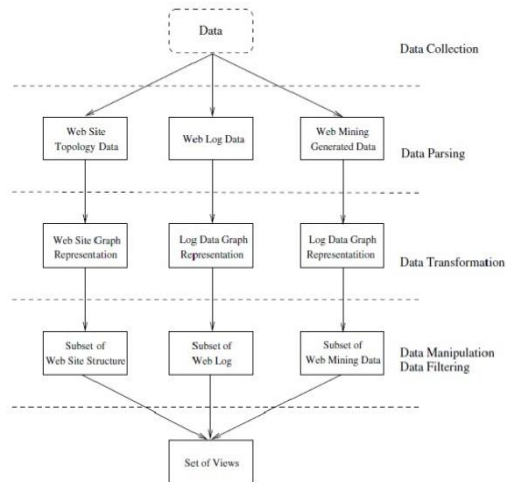 Data
Data Collection
Web Site
Topology Data
Web Log Data
Web Mining
Generated Data
Data Parsing
Web Site Graph
Representation
Log Data Graph
Representation
Log Data Graph
Representatition
Data Transformation
Subset of
Web Site Structure
Subset of
Web Log
Subset of
Web Mining Data
Data Manipulation
Data Filtering
Set of Views